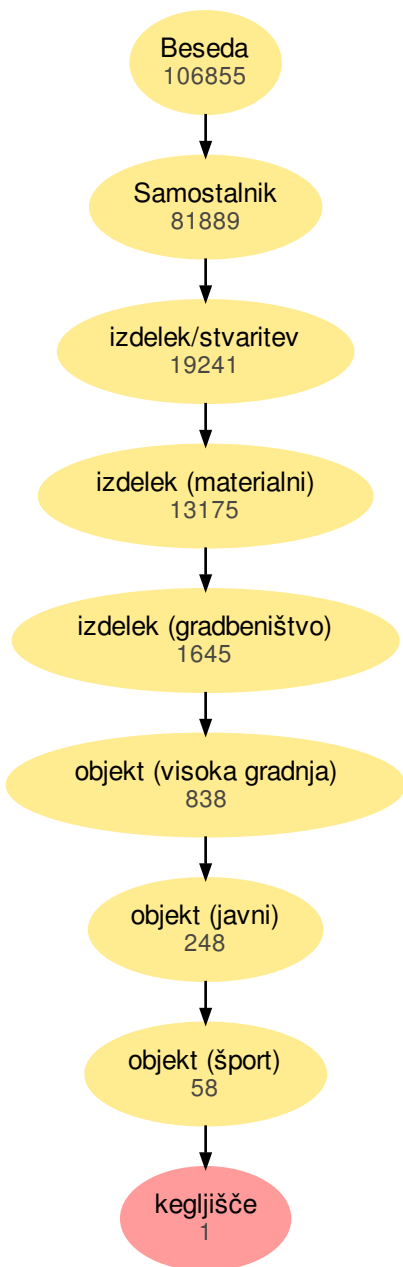 Beseda
106855
Samostalnik
81889
izdelek/stvaritev
19241
izdelek (materialni)
13175
izdelek (gradbeništvo)
1645
objekt (visoka gradnja)
838
objekt (javni)
248
objekt (šport)
58
kegljišče
1